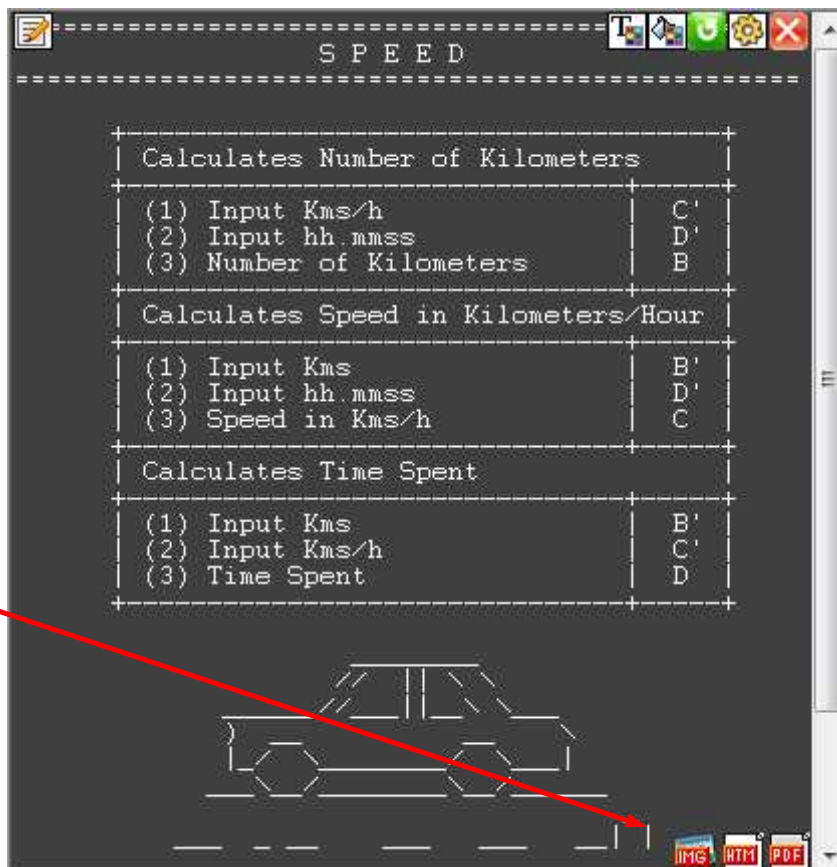 S P E E D
Calculates Number of Kilometers
(1) Input Kms/h C'
(2) Input hh.mmss D'
(3) Number of Kilometers B
Calculates Speed in Kilometers/Hour
(1) Input Kms B'
(2) Input hh.mmss D'
(3) Speed in Kms/h C
Calculates Time Spent
(1) Input Kms B'
(2) Input Kms/h C'
(3) Time Spent D
IMG HTM PDF